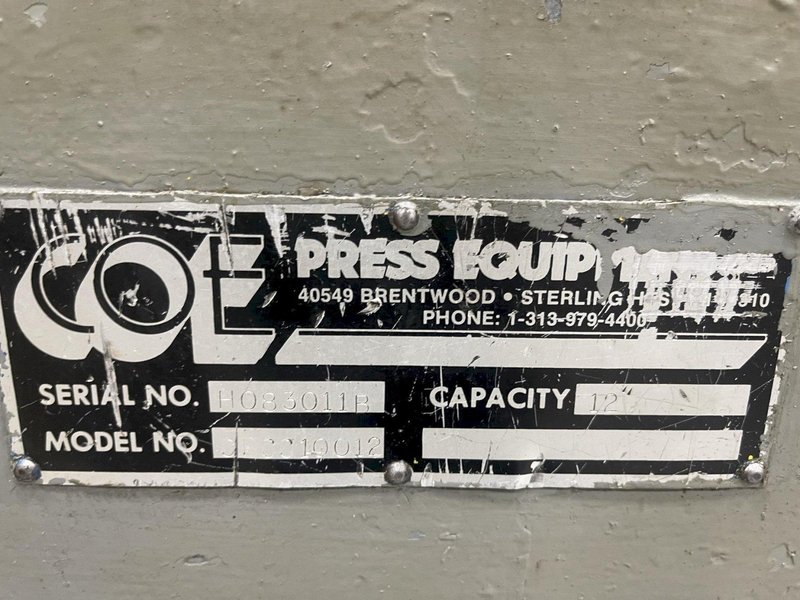 COE
PRESS EQUIP
40549 BRENTWOOD • STERLING
PHONE: 1-313-979-4400
SERIAL NO. H083011B
CAPACITY 12"
MODEL NO.